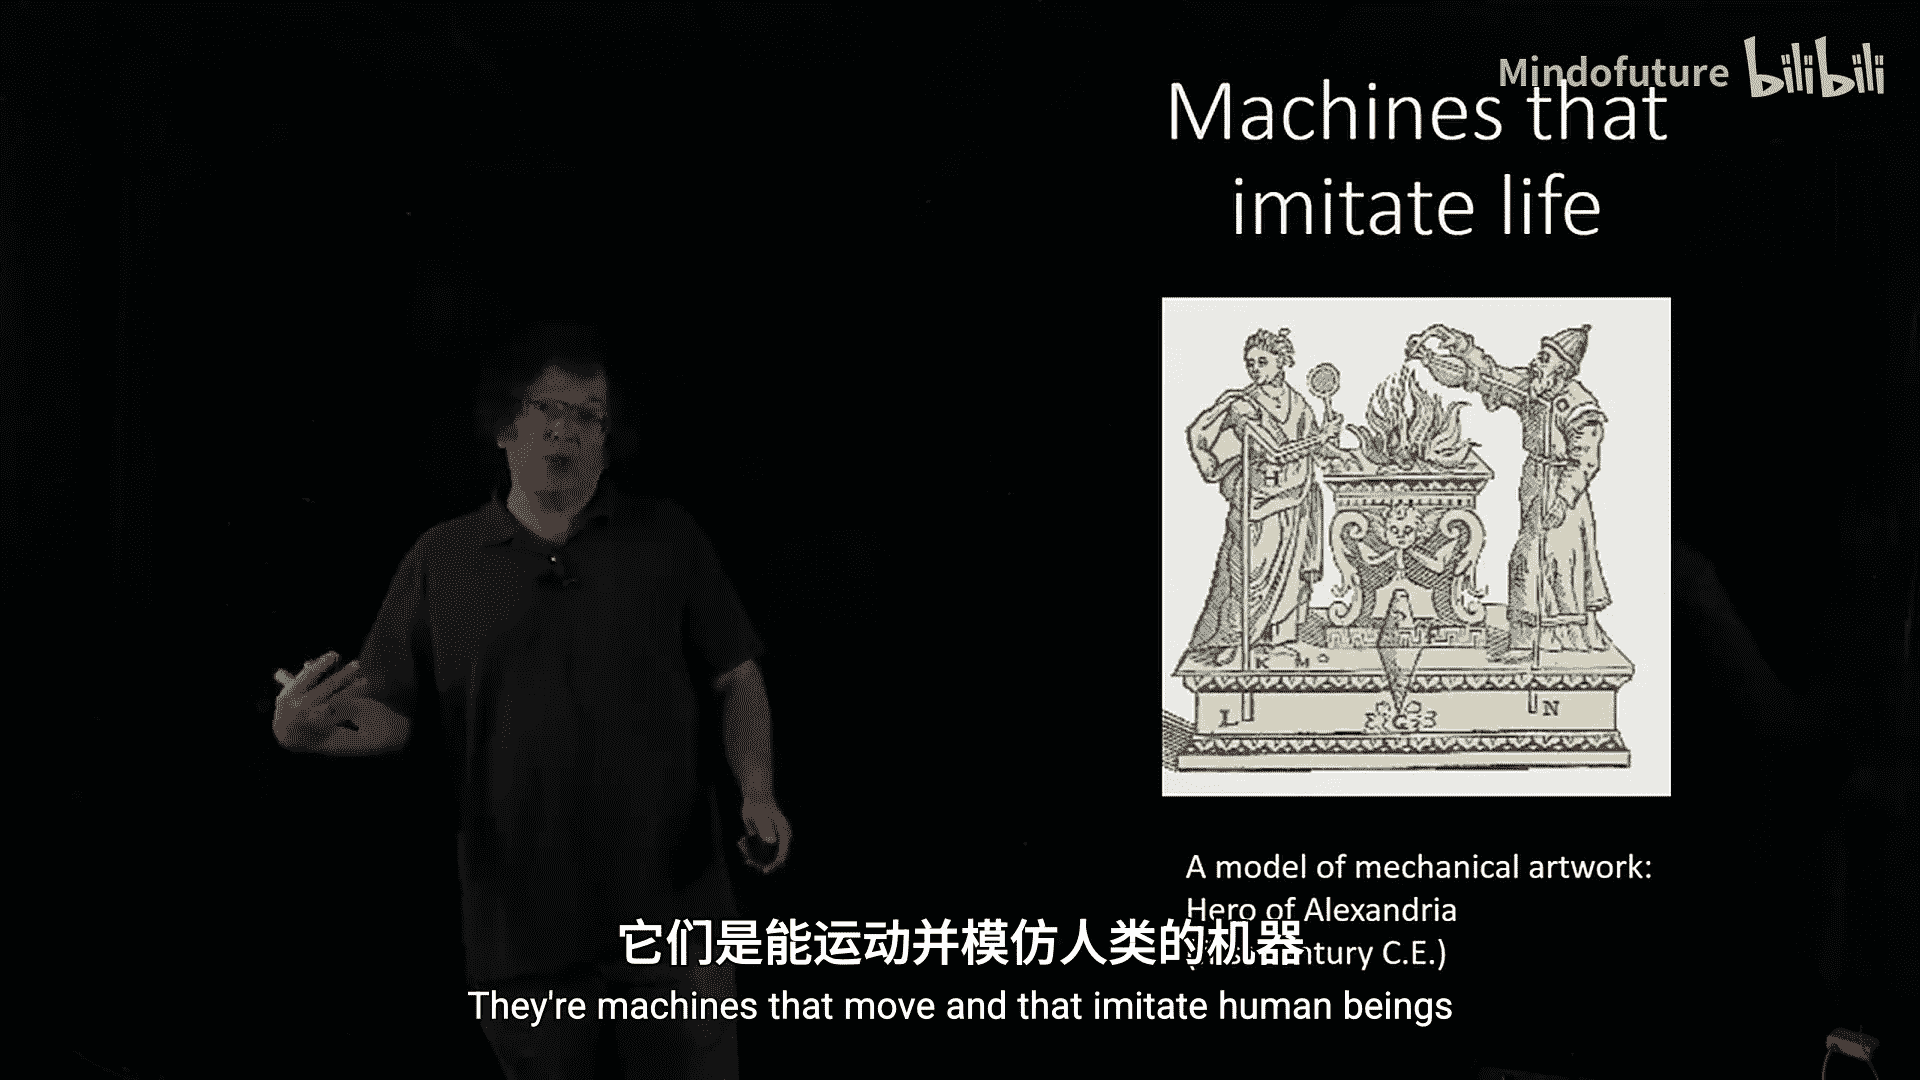 Mindofuture bilibili
Machines that
imitate life
H
K M
L G N
A model of mechanical artwork:
Hero of Alexandria
C.E.)
它们是能运动并模仿人类的机器
They're machines that move and that imitate human beings